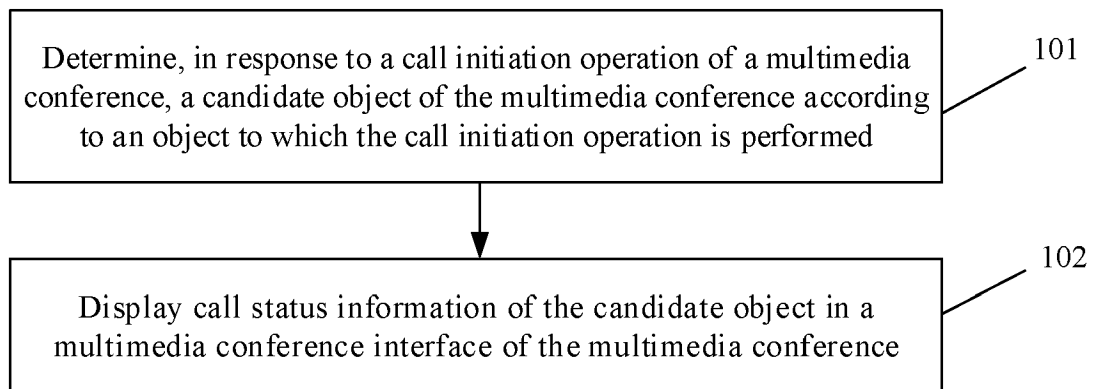 Determine, in response to a call initiation operation of a multimedia
conference, a candidate object of the multimedia conference according
to an object to which the call initiation operation is performed
101
Display call status information of the candidate object in a
multimedia conference interface of the multimedia conference
102